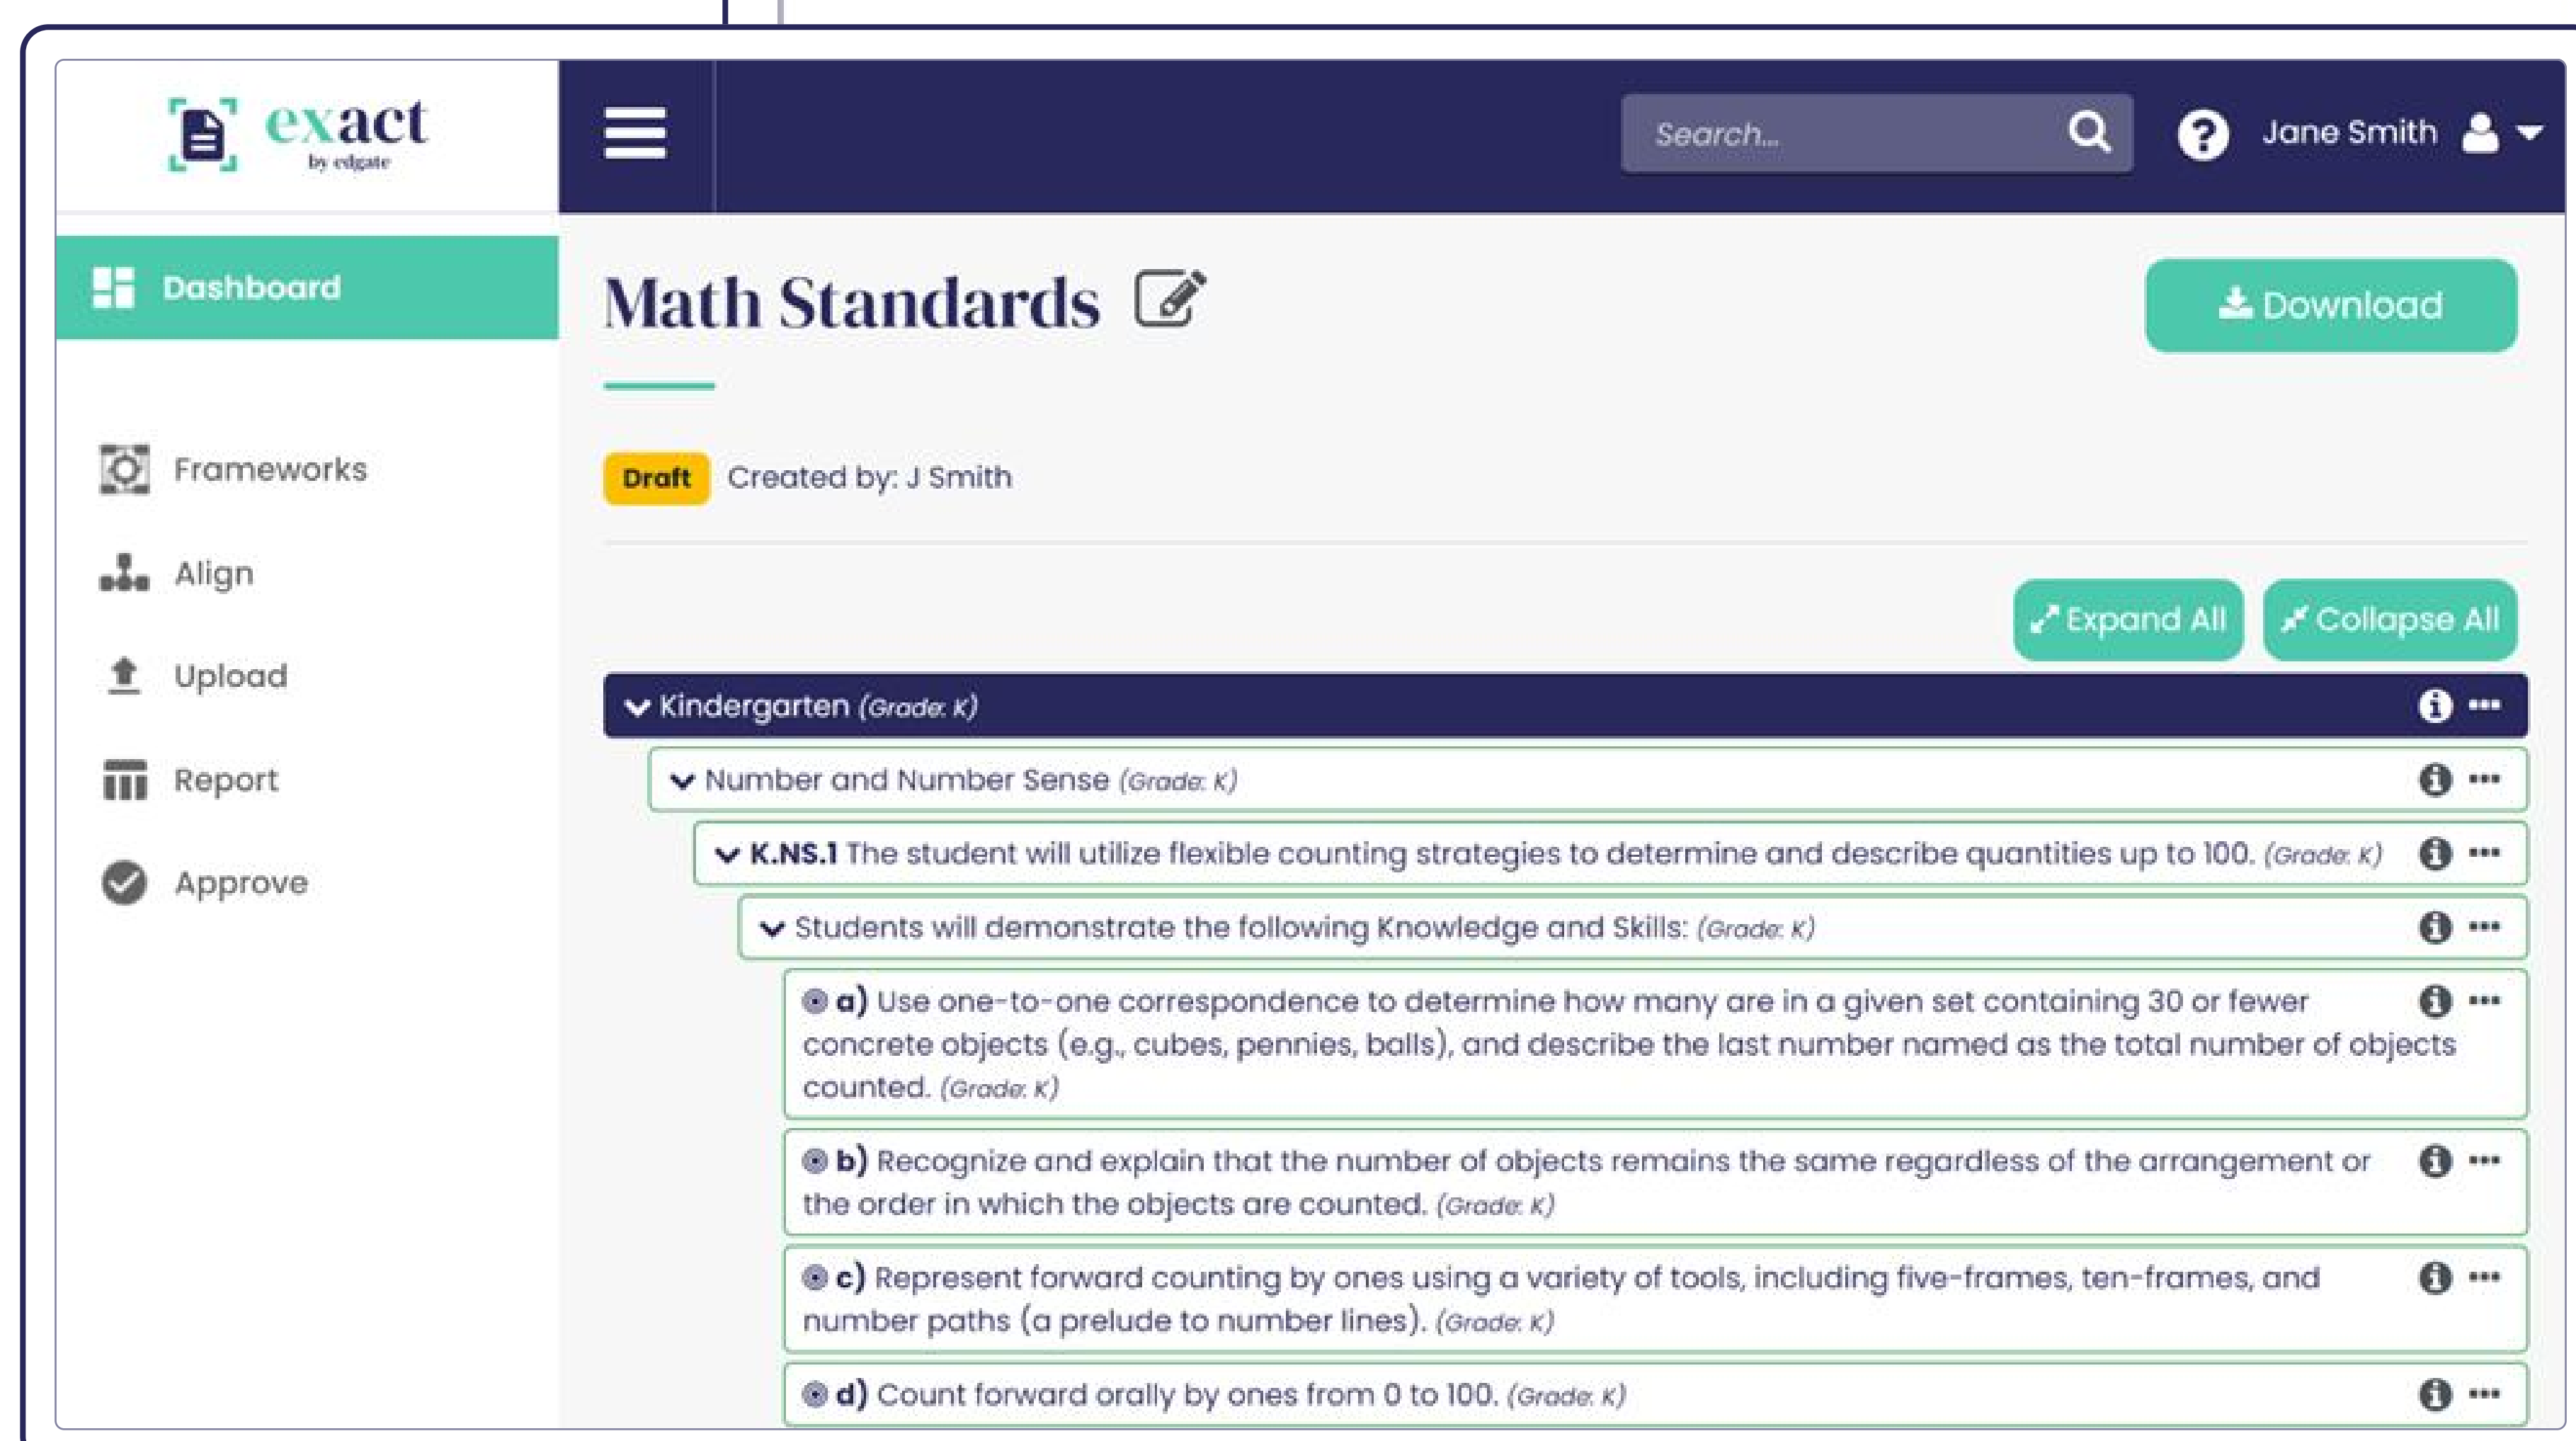 exact
by edgate
Search...
Jane Smith
Dashboard
Frameworks
Align
Upload
Report
Approve
Math Standards
Download
Draft Created by: J Smith
Expand All Collapse All
Kindergarten (Grade: K)
Number and Number Sense (Grade: K)
K.NS.1 The student will utilize flexible counting strategies to determine and describe quantities up to 100. (Grade: K)
Students will demonstrate the following Knowledge and Skills: (Grade: K)
a) Use one-to-one correspondence to determine how many are in a given set containing 30 or fewer
concrete objects (e.g., cubes, pennies, balls), and describe the last number named as the total number of objects
counted. (Grade: K)
b) Recognize and explain that the number of objects remains the same regardless of the arrangement or
the order in which the objects are counted. (Grade: K)
c) Represent forward counting by ones using a variety of tools, including five-frames, ten-frames, and
number paths (a prelude to number lines). (Grade: K)
d) Count forward orally by ones from 0 to 100. (Grade: K)